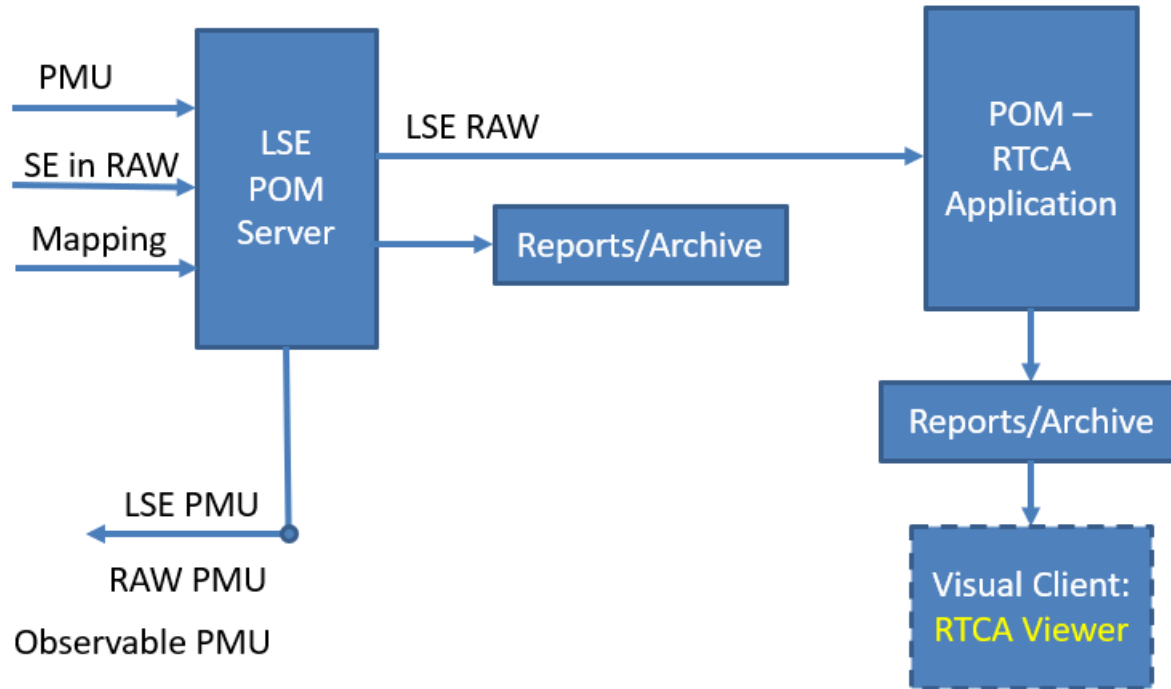 PMU
SE in RAW
Mapping
LSE
POM
Server
LSE RAW
Reports/Archive
POM –
RTCA
Application
Reports/Archive
Visual Client:
RTCA Viewer
LSE PMU
RAW PMU
Observable PMU